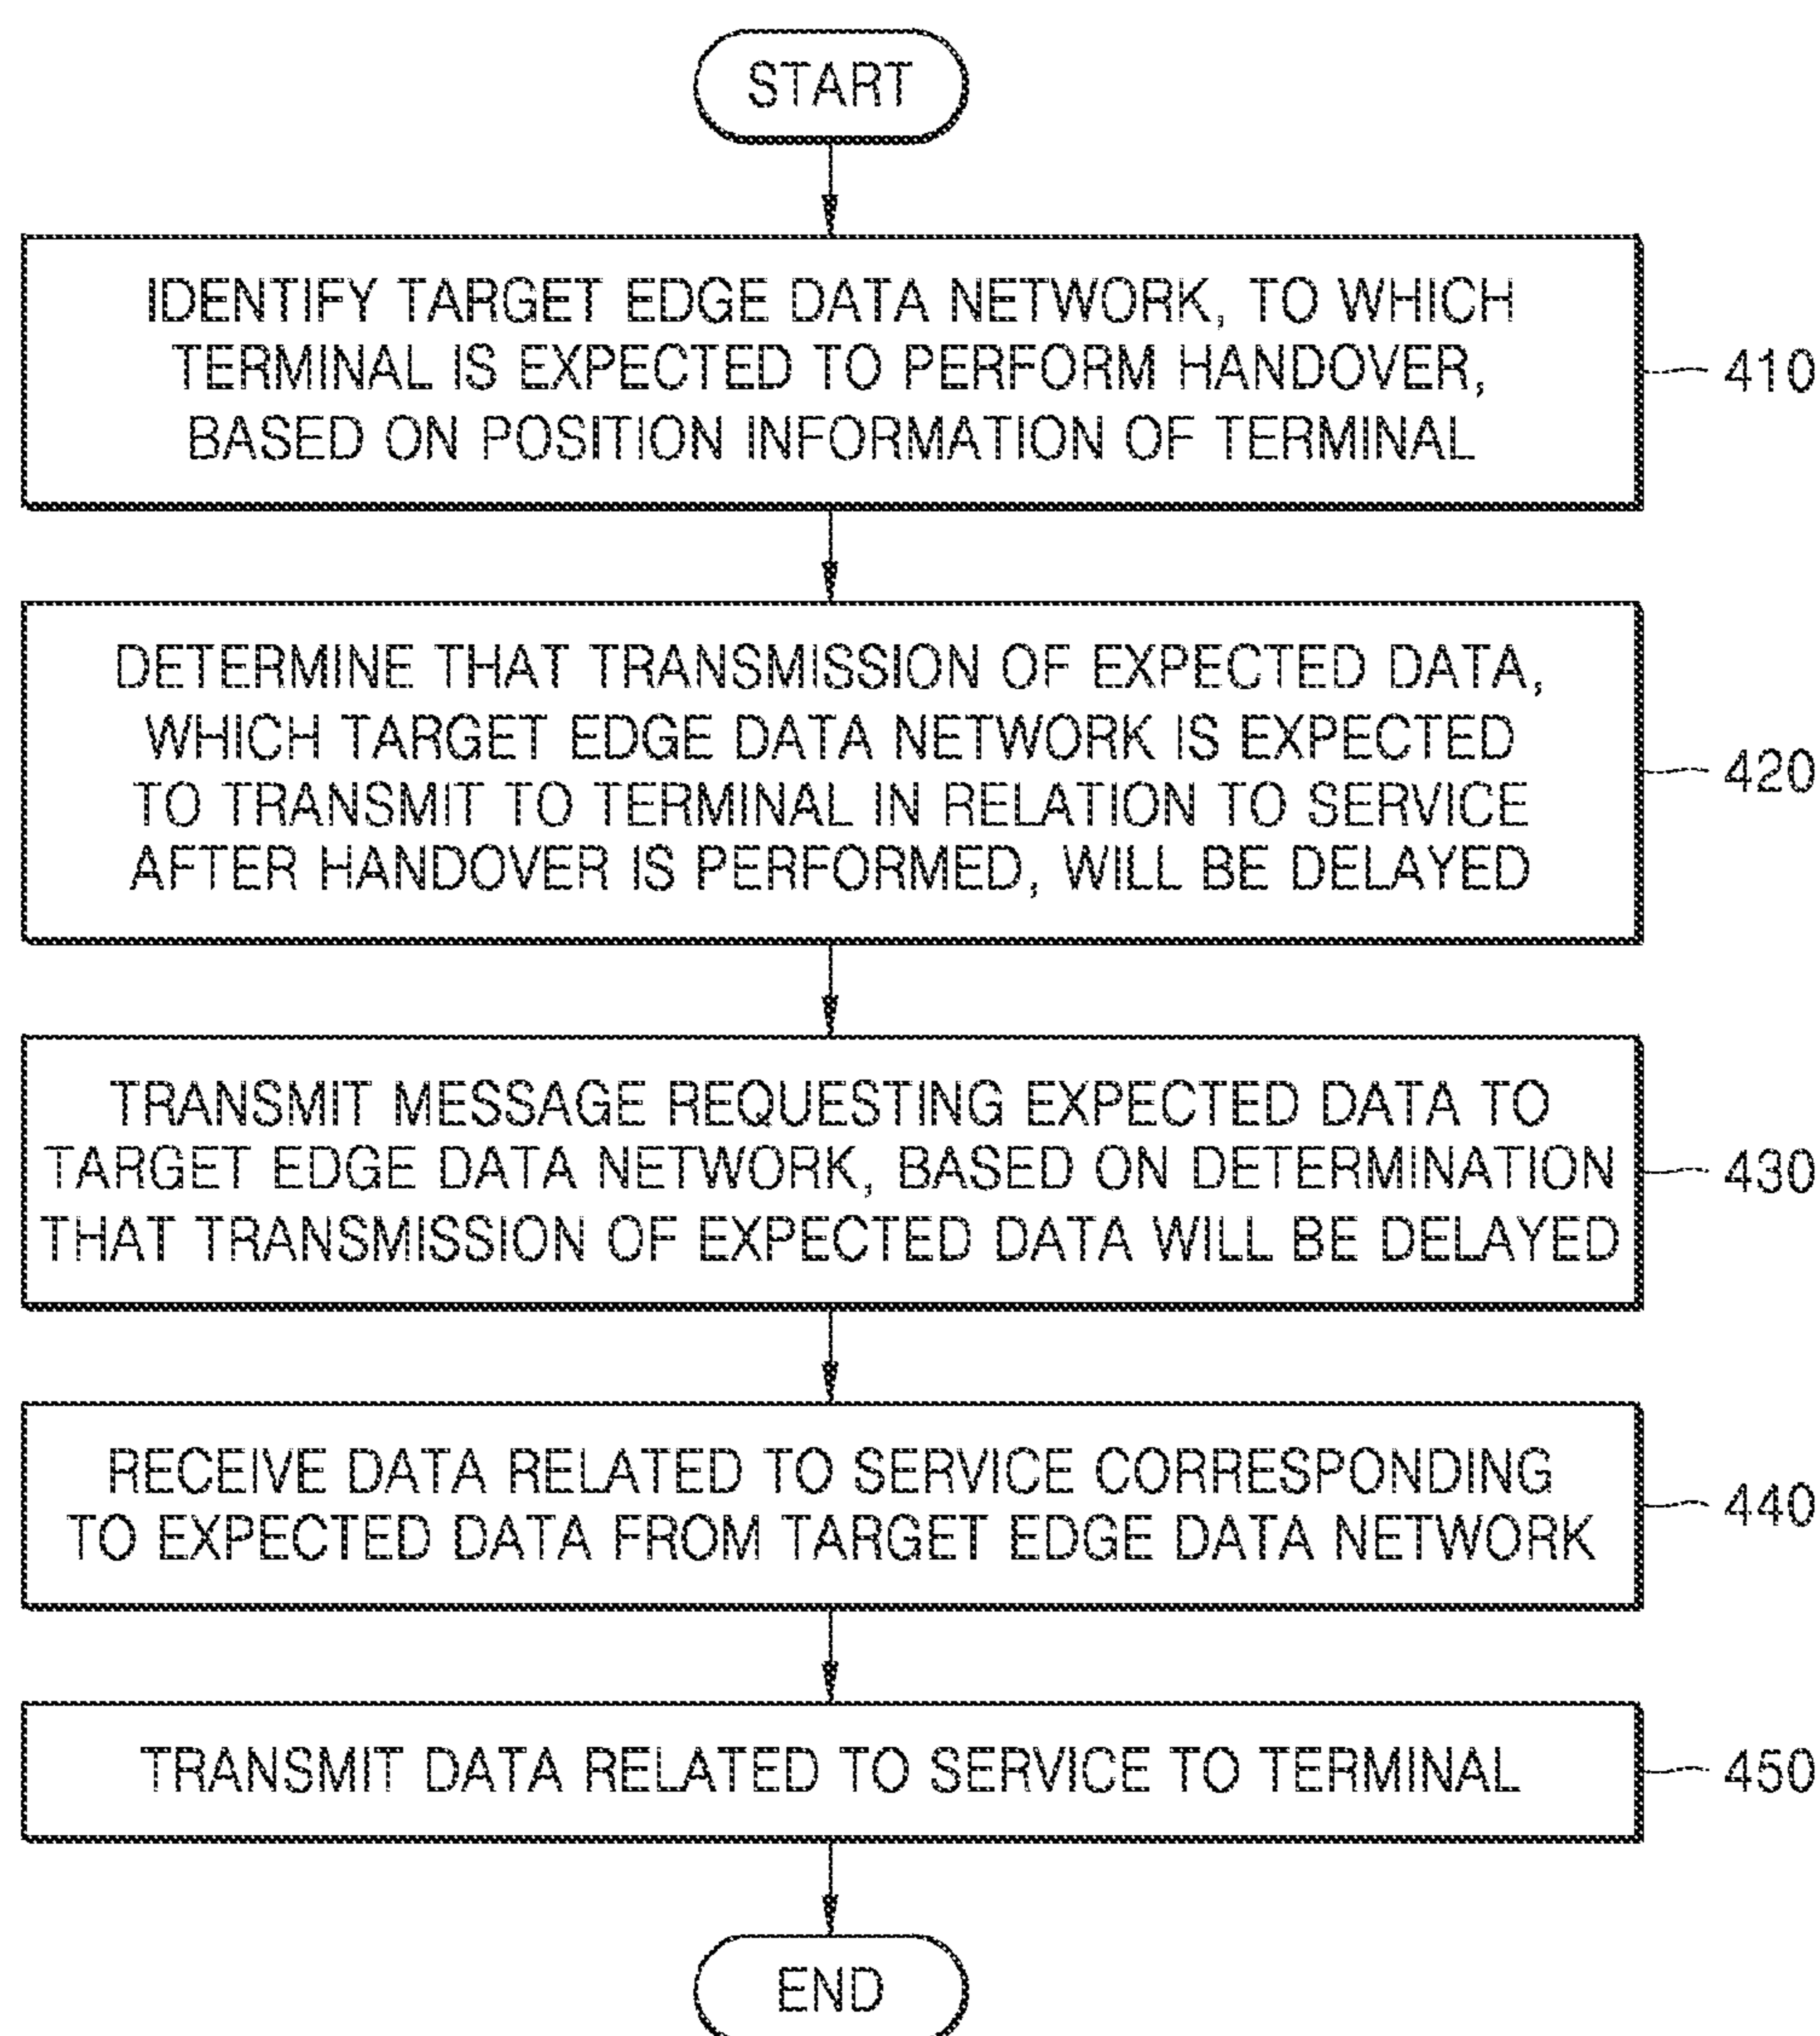 START
IDENTIFY TARGET EDGE DATA NETWORK, TO WHICH
TERMINAL IS EXPECTED TO PERFORM HANDOVER,
BASED ON POSITION INFORMATION OF TERMINAL
410
DETERMINE THAT TRANSMISSION OF EXPECTED DATA,
WHICH TARGET EDGE DATA NETWORK IS EXPECTED
TO TRANSMIT TO TERMINAL IN RELATION TO SERVICE
AFTER HANDOVER IS PERFORMED, WILL BE DELAYED
420
TRANSMIT MESSAGE REQUESTING EXPECTED DATA TO
TARGET EDGE DATA NETWORK, BASED ON DETERMINATION
THAT TRANSMISSION OF EXPECTED DATA WILL BE DELAYED
430
RECEIVE DATA RELATED TO SERVICE CORRESPONDING
TO EXPECTED DATA FROM TARGET EDGE DATA NETWORK
440
TRANSMIT DATA RELATED TO SERVICE TO TERMINAL
450
END